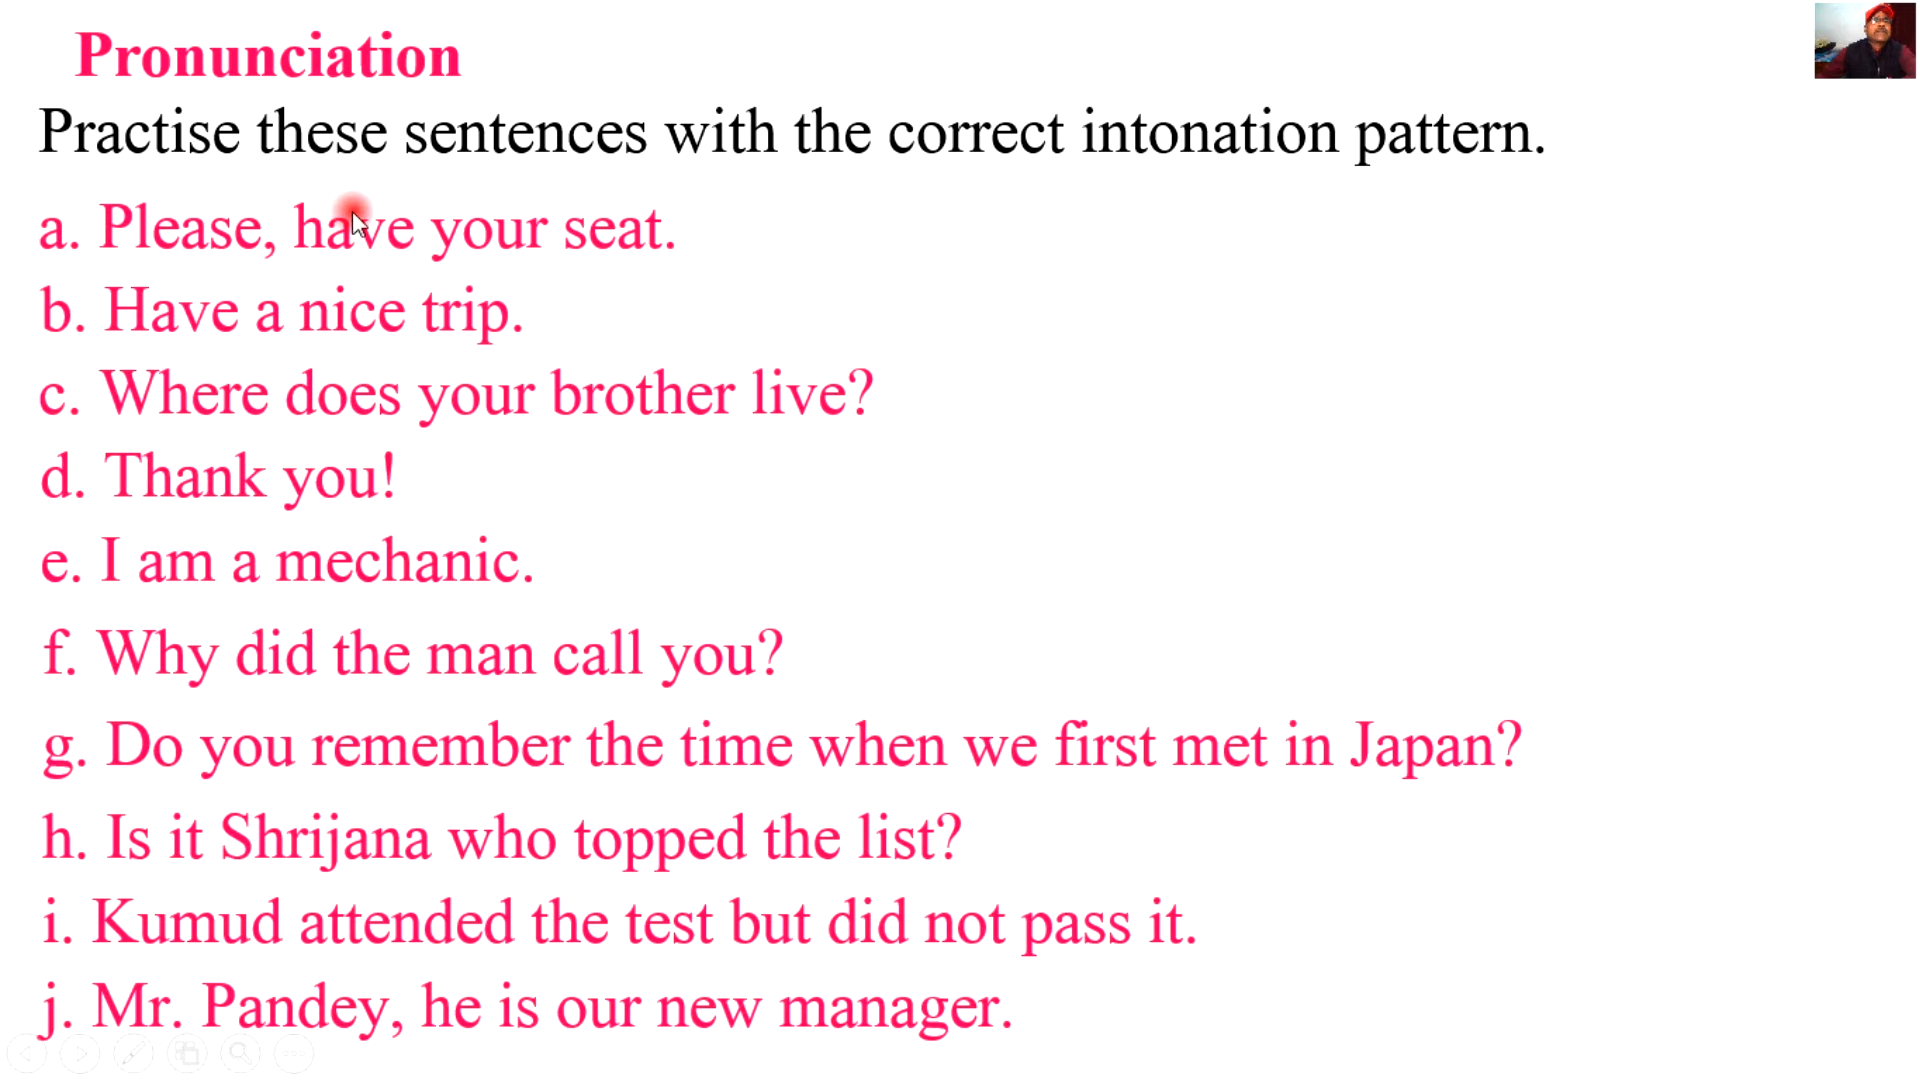 Pronunciation
Practise these sentences with the correct intonation pattern.
a. Please, have your seat.
b. Have a nice trip.
c. Where does your brother live?
d. Thank you!
e. I am a mechanic.
f. Why did the man call you?
g. Do you remember the time when we first met in Japan?
h. Is it Shrijana who topped the list?
i. Kumud attended the test but did not pass it.
j. Mr. Pandey, he is our new manager.